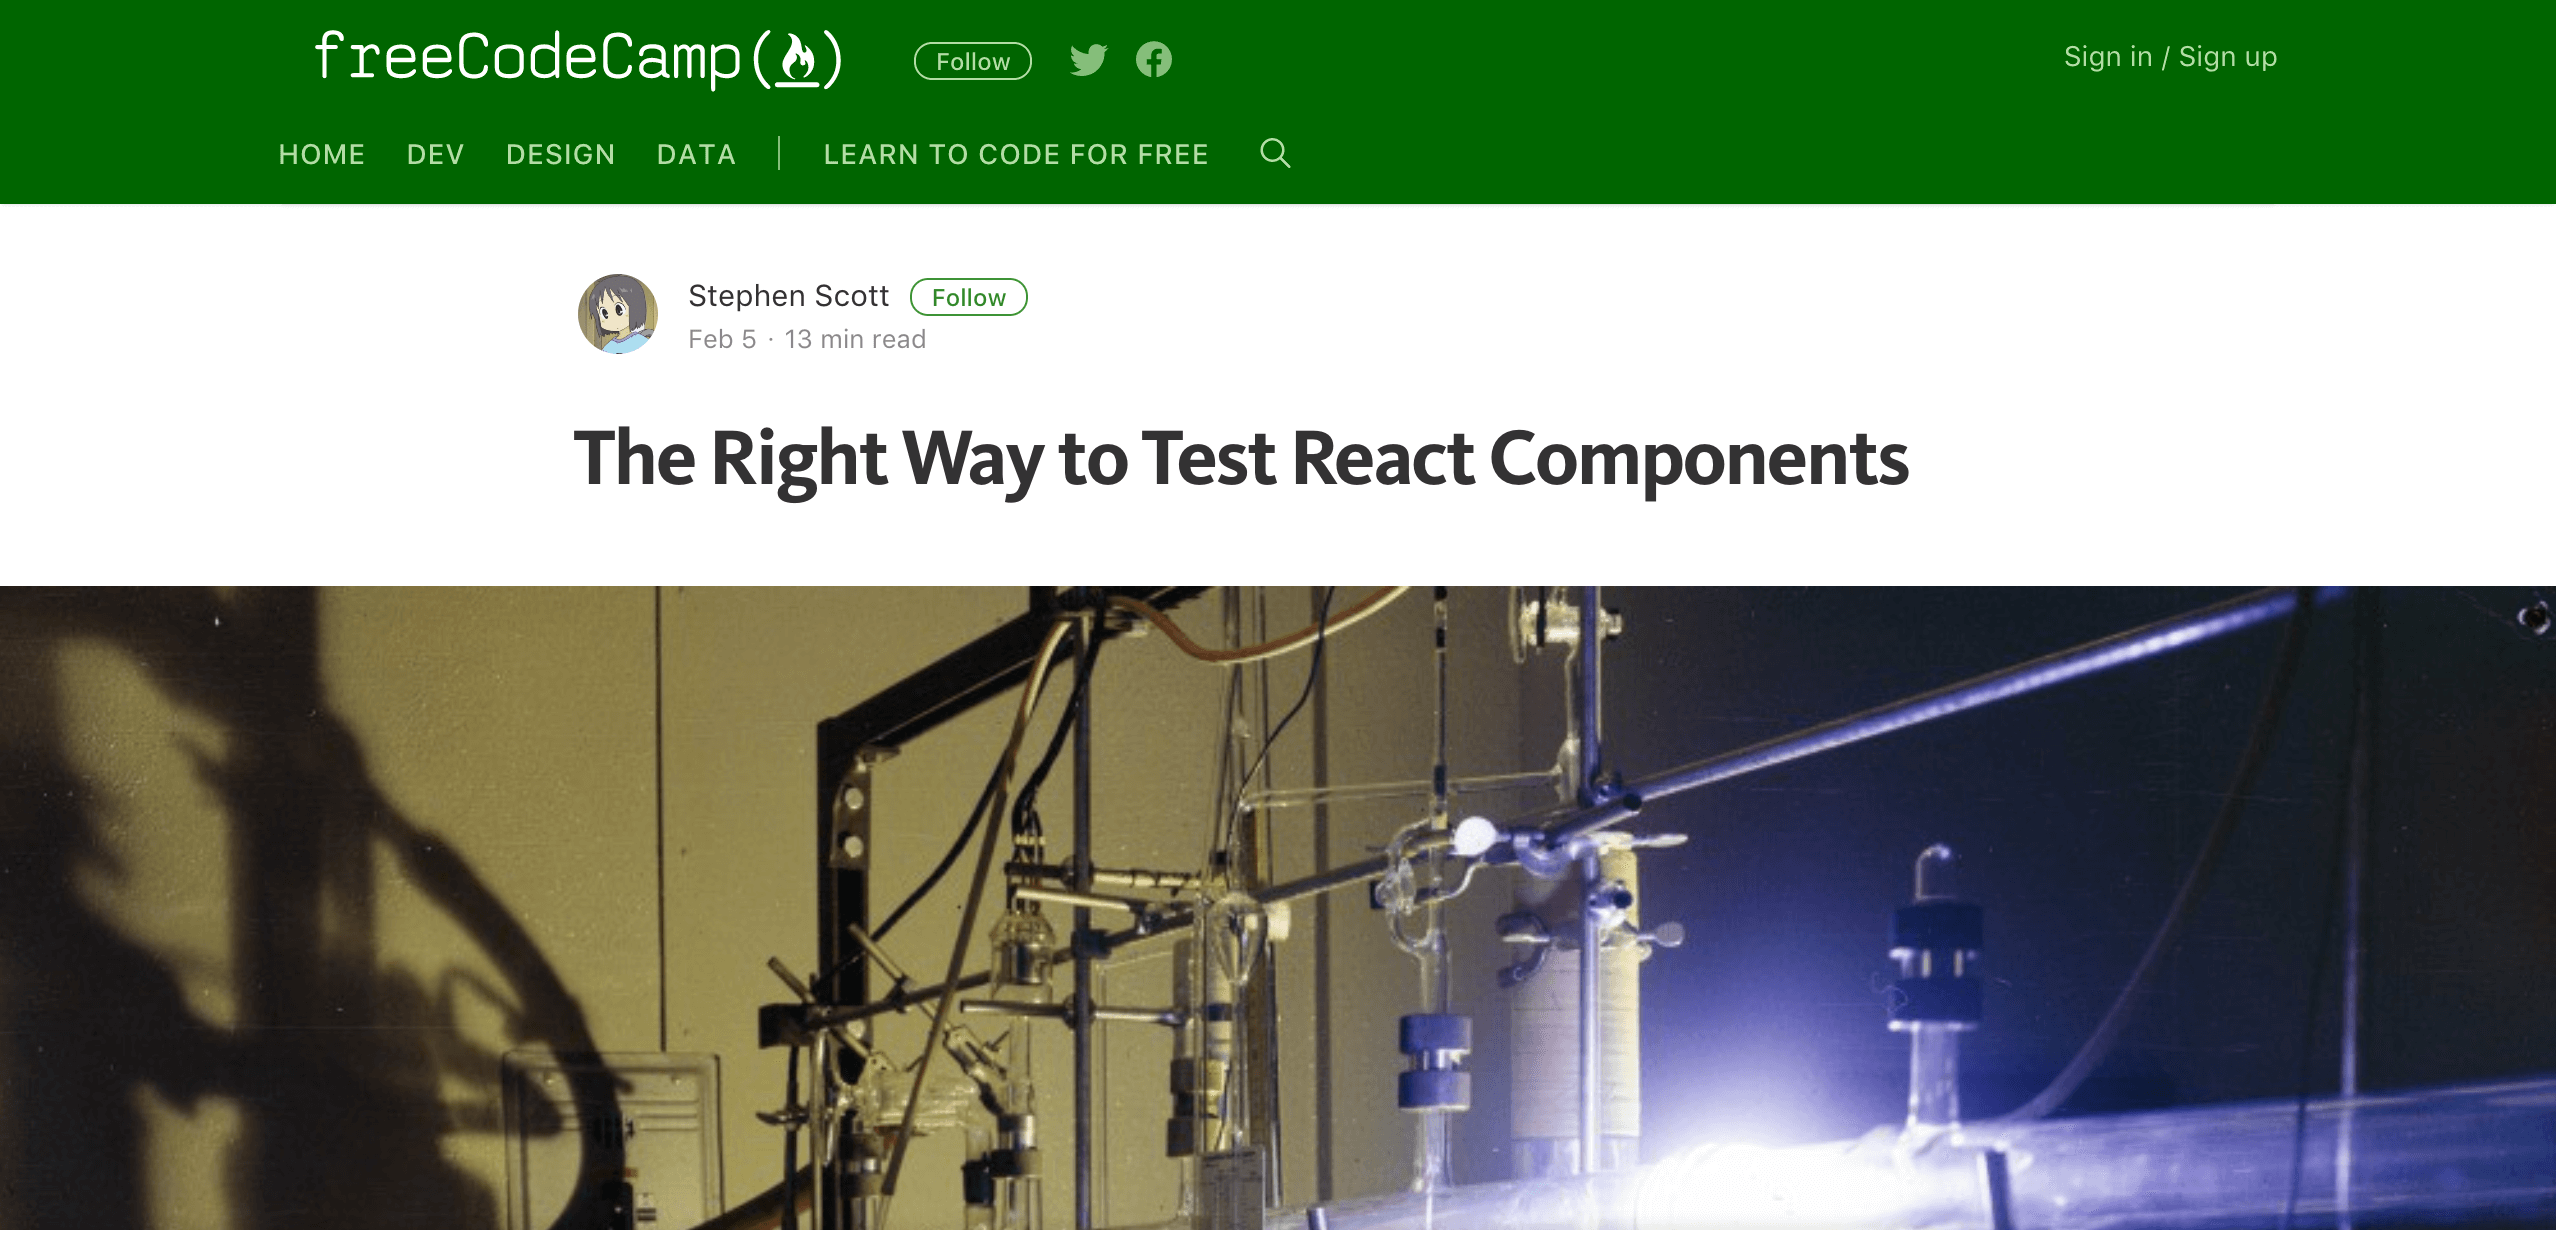 freeCodeCamp(🔥)
Follow
Sign in / Sign up
HOME DEV DESIGN DATA LEARN TO CODE FOR FREE
Stephen Scott Follow
Feb 5 · 13 min read
The Right Way to Test React Components